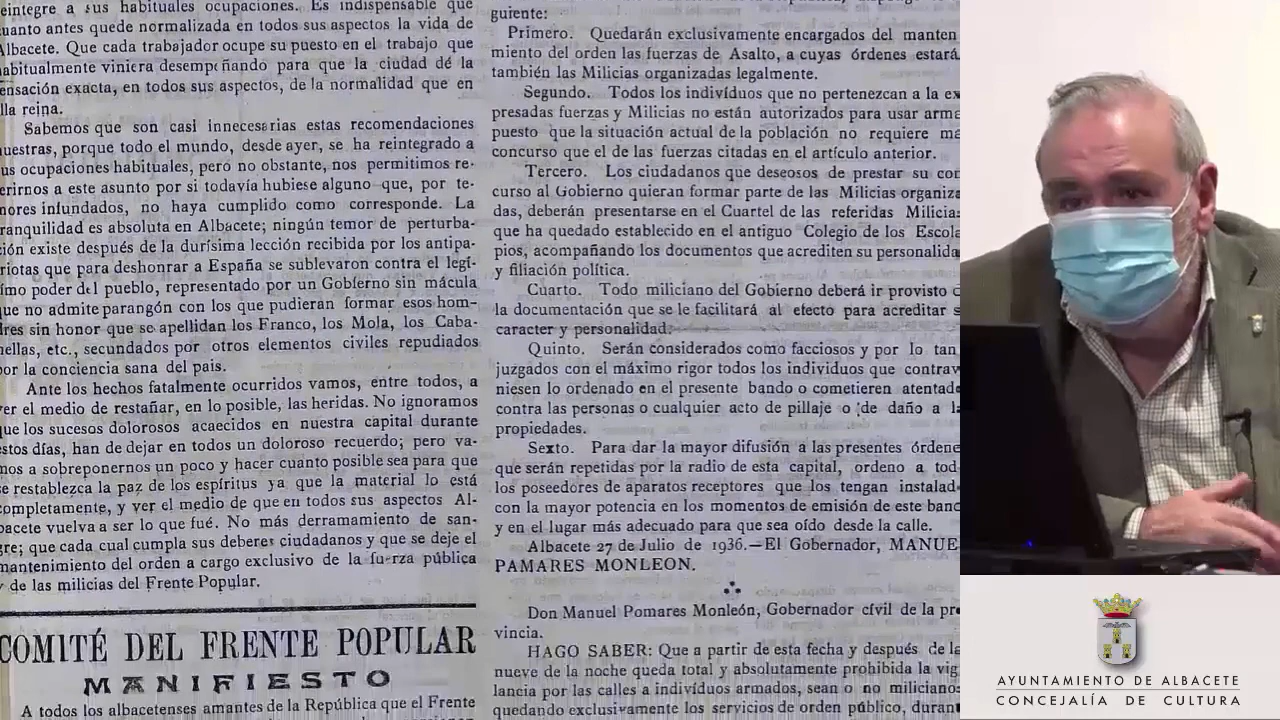 reintegre a sus habituales ocupaciones. Es indispensable que
cuanto antes quede normalizada en todos sus aspectos la vida de
Albacete. Que cada trabajador ocupe su puesto en el trabajo que
habitualmente viniera desempeñando para que la ciudad dé la
sensación exacta, en todos sus aspectos, de la normalidad que en
ella reina.
Sabemos que son casi innecesarias estas recomendaciones
nuestras, porque todo el mundo, desde ayer, se ha reintegrado a
sus ocupaciones habituales, pero no obstante, nos permitimos re-
ferirnos a este asunto por si todavía hubiese alguno que, por te-
mores infundados, no haya cumplido como corresponde. La
tranquilidad es absoluta en Albacete; ningún temor de perturba-
ción existe después de la durísima lección recibida por los antipa-
triotas que para deshonrar a España se sublevaron contra el legí-
timo poder del pueblo, representado por un Gobierno sin mácula
que no admite parangón con los que pudieran formar esos hom-
bres sin honor que se apellidan los Franco, los Mola, los Caba-
nellas, etc., secundados por otros elementos civiles repudiados
por la conciencia sana del pais.
Ante los hechos fatalmente ocurridos vamos, entre todos, a
ver el medio de restañar, en lo posible, las heridas. No ignoramos
que los sucesos dolorosos acaecidos en nuestra capital durante
estos días, han de dejar en todos un doloroso recuerdo; pero va-
mos a sobreponernos un poco y hacer cuanto posible sea para que
se restablezca la paz de los espíritus ya que la material lo está
completamente, y ver el medio de que en todos sus aspectos Al-
bacete vuelva a ser lo que fué. No más derramamiento de san-
gre; que cada cual cumpla sus deberes ciudadanos y que se deje el
mantenimiento del orden a cargo exclusivo de la fuerza pública
y de las milicias del Frente Popular.
COMITÉ DEL FRENTE POPULAR
MANIFIESTO
A todos los albacetenses amantes de la República que el Frente
guiente:
Primero. Quedarán exclusivamente encargados del manten
miento del orden las fuerzas de Asalto, a cuyas órdenes estará
también las Milicias organizadas legalmente.
Segundo. Todos los indivíduos que no pertenezcan a la ex
presadas fuerzas y Milicias no están autorizados para usar arma
puesto que la situación actual de la población no requiere má
concurso que el de las fuerzas citadas en el artículo anterior.
Tercero. Los ciudadanos que deseosos de prestar su con
curso al Gobierno quieran formar parte de las Milicias organiza
das, deberán presentarse en el Cuartel de las referidas Milicia
que ha quedado establecido en el antiguo Colegio de los Escola
pios, acompañando los documentos que acrediten su personalida
y filiación política.
Cuarto. Todo miliciano del Gobierno deberá ir provisto d
la documentación que se le facilitará al efecto para acreditar s
caracter y personalidad.
Quinto. Serán considerados como facciosos y por lo tan
juzgados con el máximo rigor todos los individuos que contrav
niesen lo ordenado en el presente bando o cometieren atentad
contra las personas o cualquier acto de pillaje o de daño a la
propiedades.
Sexto. Para dar la mayor difusión a las presentes órdene
que serán repetidas por la radio de esta capital, ordeno a tod
los poseedores de aparatos receptores que los tengan instalad
con la mayor potencia en los momentos de emisión de este band
y en el lugar más adecuado para que sea oído desde la calle.
Albacete 27 de Julio de 1936.—El Gobernador, MANUE
PAMARES MONLEON.
Don Manuel Pomares Monleón, Gobernador civil de la pro
vincia.
HAGO SABER: Que a partir de esta fecha y después de la
nueve de la noche queda total y absolutamente prohibida la vigi
lancia por las calles a indivíduos armados, sean o no milicianos
quedando exclusivamente los servicios de orden público, duran
AYUNTAMIENTO DE ALBACETE
CONCEJALÍA DE CULTURA